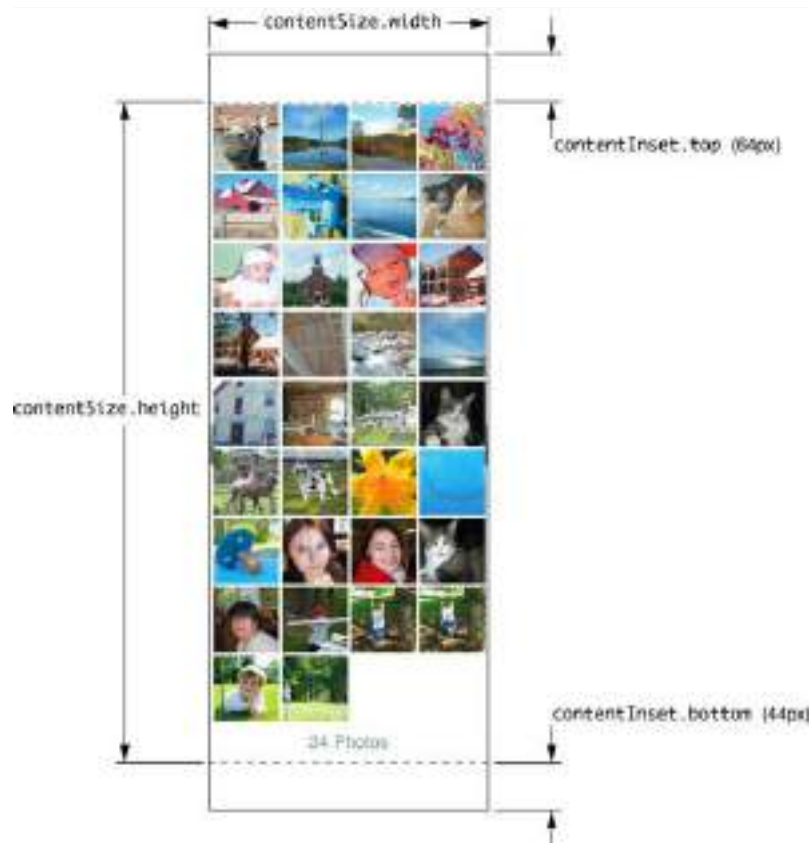 contentSize.width
contentInset.top (64px)
contentSize.height
contentInset.bottom (44px)
34 Photos